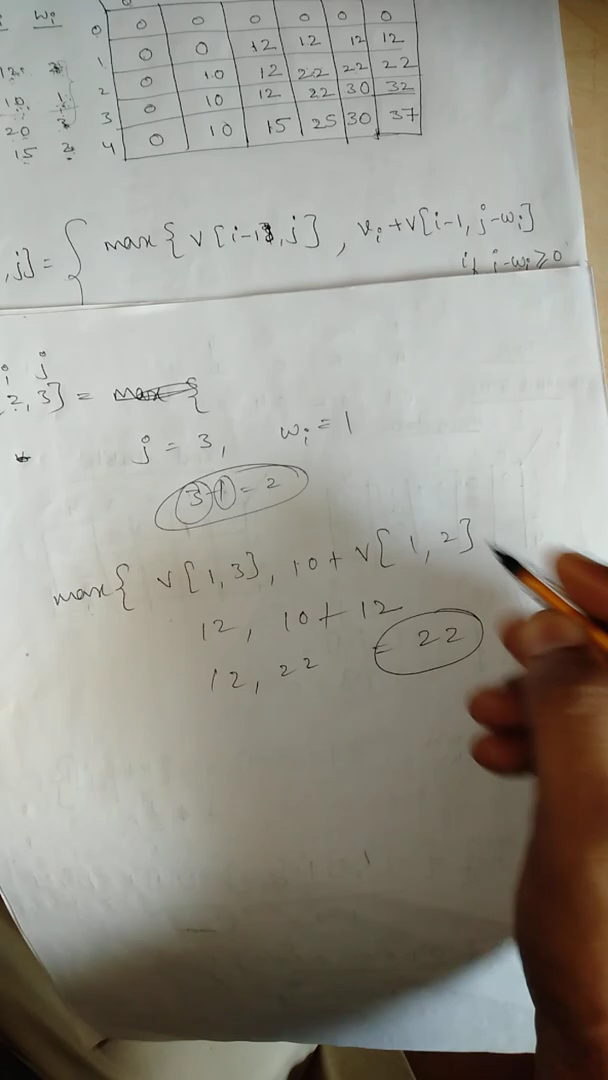 wi
0 0 0 0 0 0 0
1 0 0 12 12 12 12
12 2 2 0 10 12 22 22 22
10 1 3 0 10 12 22 30 32
20 3 4 0 10 15 25 30 37
15 2
,j] = { max{ V[i-1,j], vi+V[i-1, j-wi]
if j-wi≥0
i j
2,3] = max{
j = 3, wi = 1
3-1 = 2
max{ V[1,3], 10+V[1,2]
12, 10+12
12, 22 = 22